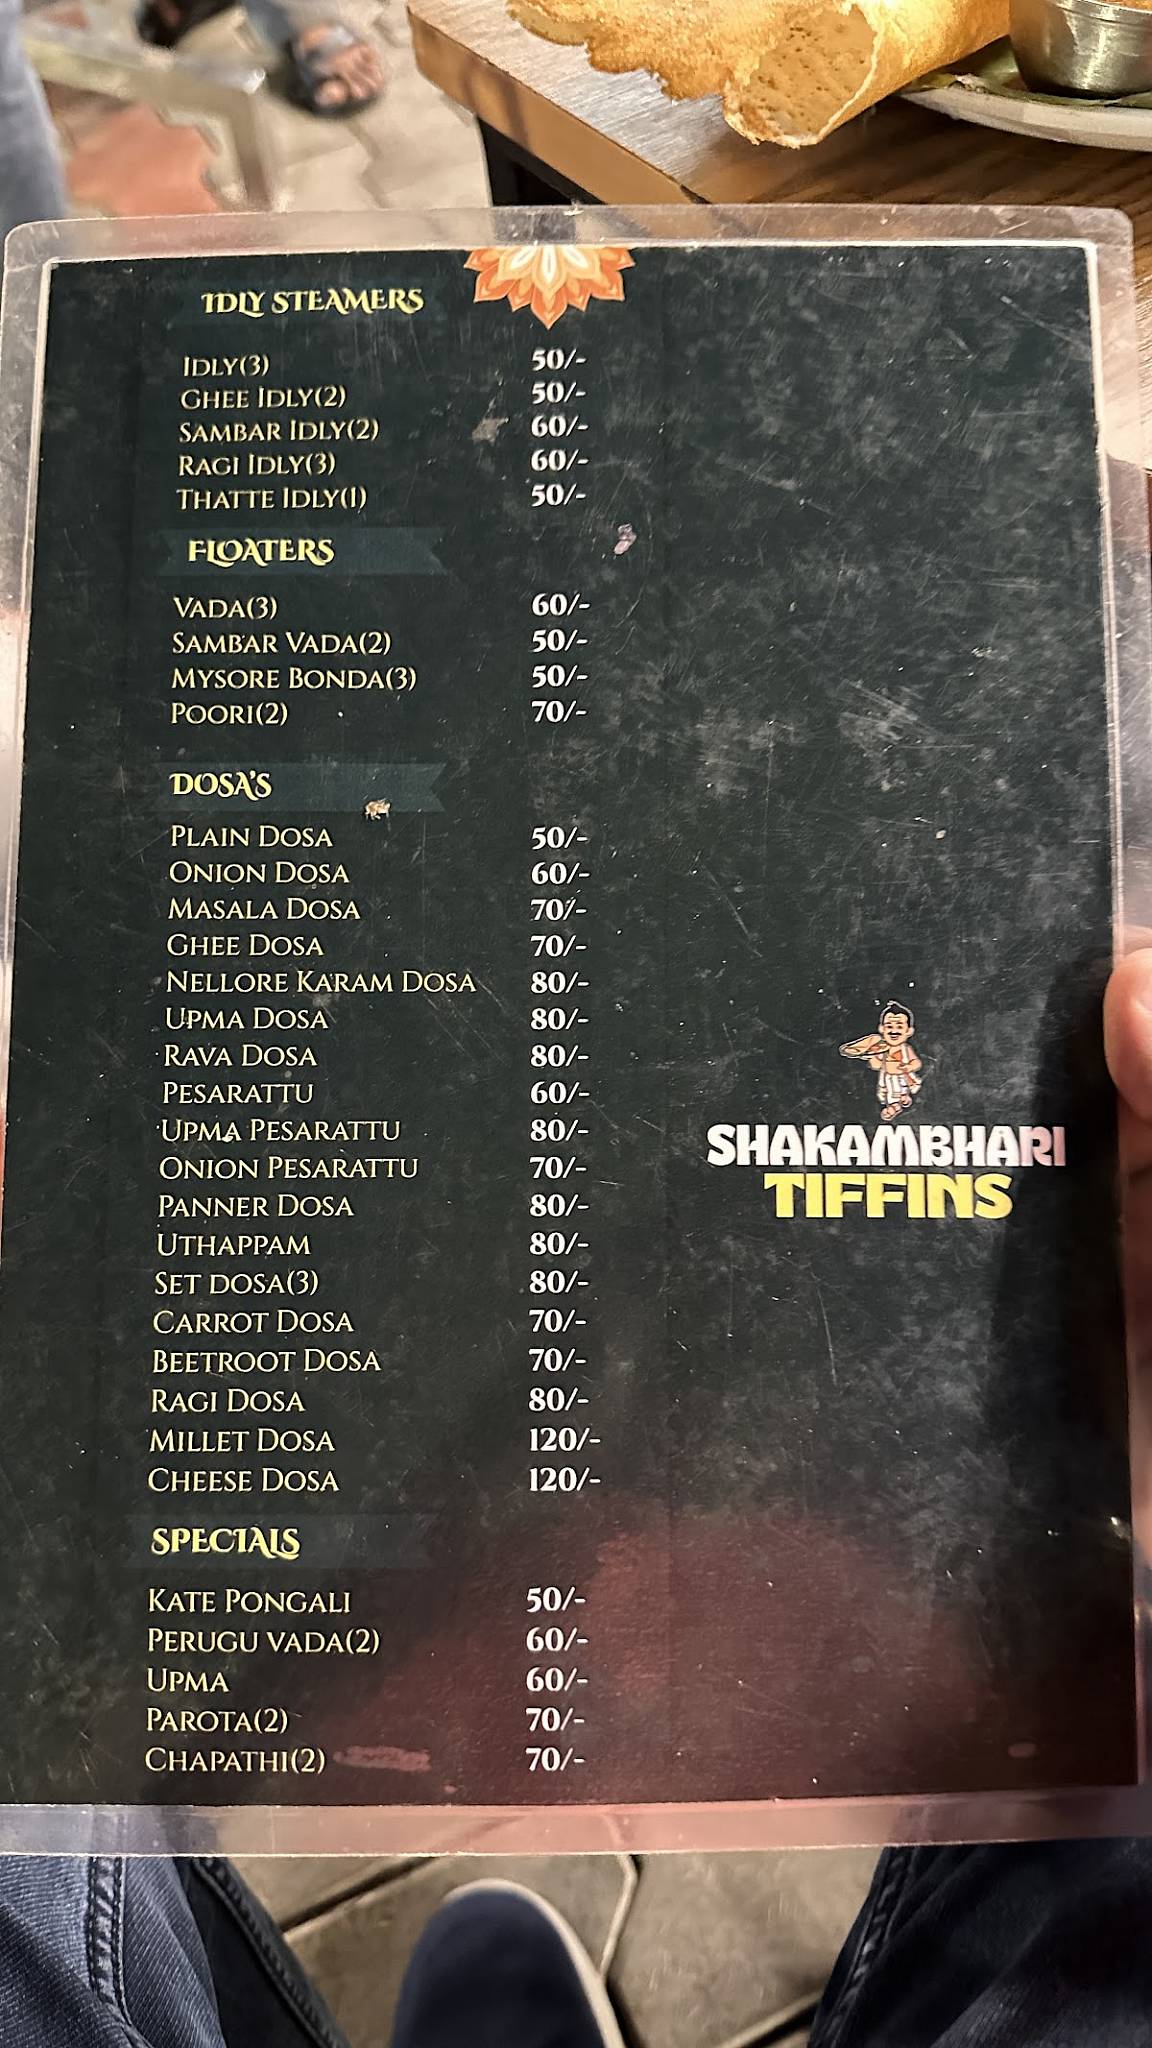 IDLY STEAMERS
IDLY(3) 50/-
GHEE IDLY(2) 50/-
SAMBAR IDLY(2) 60/-
RAGI IDLY(3) 60/-
THATTE IDLY(1) 50/-
FLOATERS
VADA(3) 60/-
SAMBAR VADA(2) 50/-
MYSORE BONDA(3) 50/-
POORI(2) 70/-
DOSA'S
PLAIN DOSA 50/-
ONION DOSA 60/-
MASALA DOSA 70/-
GHEE DOSA 70/-
NELLORE KARAM DOSA 80/-
UPMA DOSA 80/-
RAVA DOSA 80/-
PESARATTU 60/-
UPMA PESARATTU 80/-
ONION PESARATTU 70/-
PANNER DOSA 80/-
UTHAPPAM 80/-
SET DOSA(3) 80/-
CARROT DOSA 70/-
BEETROOT DOSA 70/-
RAGI DOSA 80/-
MILLET DOSA 120/-
CHEESE DOSA 120/-
SPECIALS
KATE PONGALI 50/-
PERUGU VADA(2) 60/-
UPMA 60/-
PAROTA(2) 70/-
CHAPATHI(2) 70/-
SHAKAMBHARI
TIFFINS